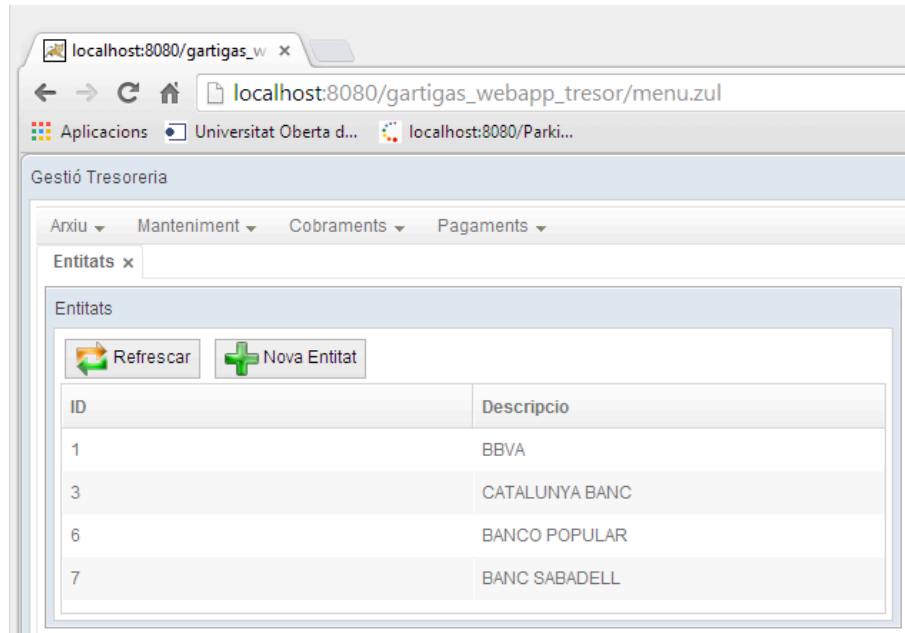 localhost:8080/gartigas_w
localhost:8080/gartigas_webapp_tresor/menu.zul
Aplicacions Universitat Oberta d... localhost:8080/Parki...
Gestió Tresoreria
Arxiu Manteniment Cobraments Pagaments
Entitats x
Entitats
Refrescar Nova Entitat
ID Descripcio
1 BBVA
3 CATALUNYA BANC
6 BANCO POPULAR
7 BANC SABADELL